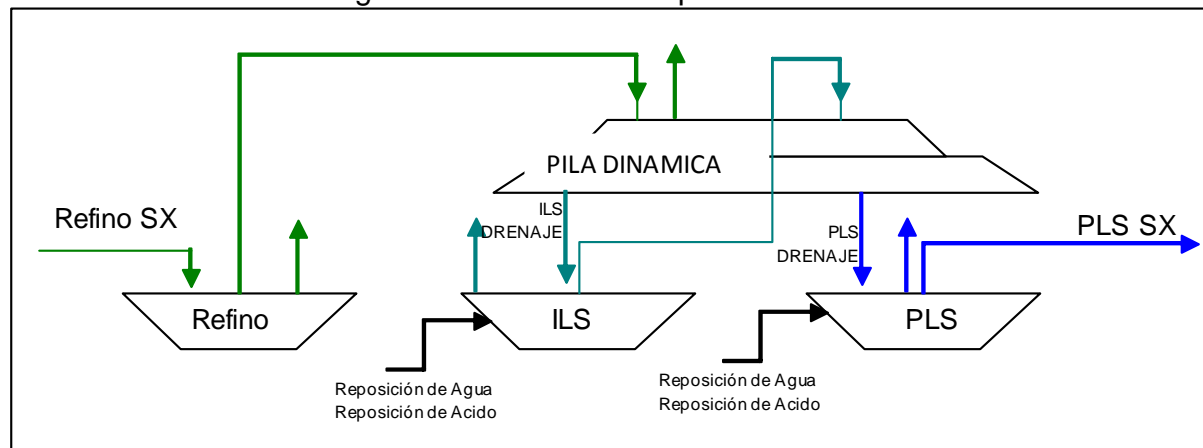 PILA DINAMICA
Refino SX
ILS
DRENAJE
PLS
DRENAJE
PLS SX
Refino
ILS
PLS
Reposición de Agua
Reposición de Acido
Reposición de Agua
Reposición de Acido